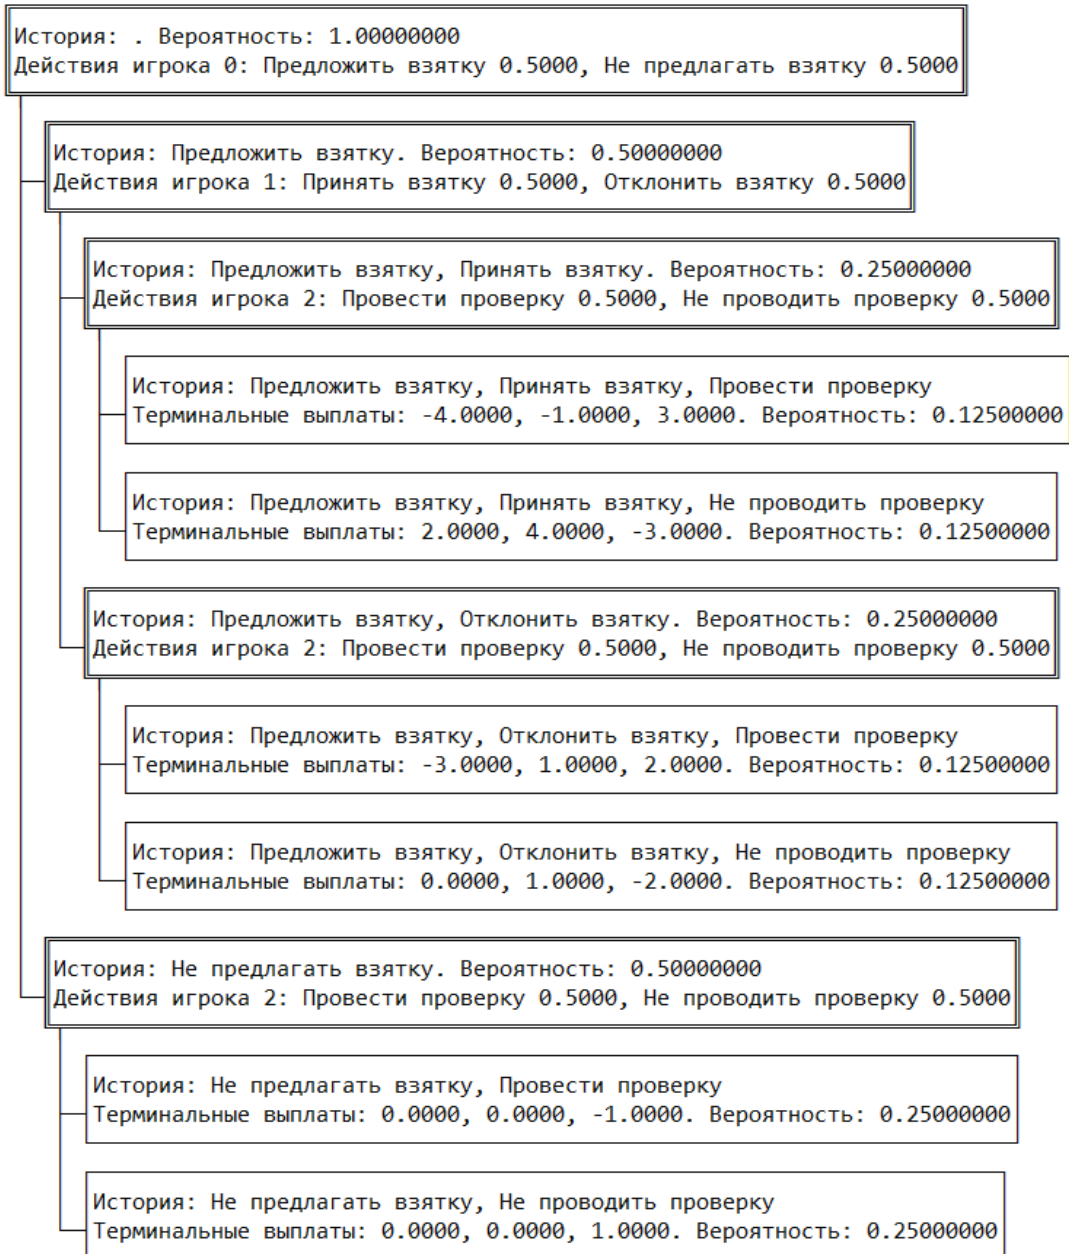 История: . Вероятность: 1.00000000
Действия игрока 0: Предложить взятку 0.5000, Не предлагать взятку 0.5000
История: Предложить взятку. Вероятность: 0.50000000
Действия игрока 1: Принять взятку 0.5000, Отклонить взятку 0.5000
История: Предложить взятку, Принять взятку. Вероятность: 0.25000000
Действия игрока 2: Провести проверку 0.5000, Не проводить проверку 0.5000
История: Предложить взятку, Принять взятку, Провести проверку
Терминальные выплаты: -4.0000, -1.0000, 3.0000. Вероятность: 0.12500000
История: Предложить взятку, Принять взятку, Не проводить проверку
Терминальные выплаты: 2.0000, 4.0000, -3.0000. Вероятность: 0.12500000
История: Предложить взятку, Отклонить взятку. Вероятность: 0.25000000
Действия игрока 2: Провести проверку 0.5000, Не проводить проверку 0.5000
История: Предложить взятку, Отклонить взятку, Провести проверку
Терминальные выплаты: -3.0000, 1.0000, 2.0000. Вероятность: 0.12500000
История: Предложить взятку, Отклонить взятку, Не проводить проверку
Терминальные выплаты: 0.0000, 1.0000, -2.0000. Вероятность: 0.12500000
История: Не предлагать взятку. Вероятность: 0.50000000
Действия игрока 2: Провести проверку 0.5000, Не проводить проверку 0.5000
История: Не предлагать взятку, Провести проверку
Терминальные выплаты: 0.0000, 0.0000, -1.0000. Вероятность: 0.25000000
История: Не предлагать взятку, Не проводить проверку
Терминальные выплаты: 0.0000, 0.0000, 1.0000. Вероятность: 0.25000000